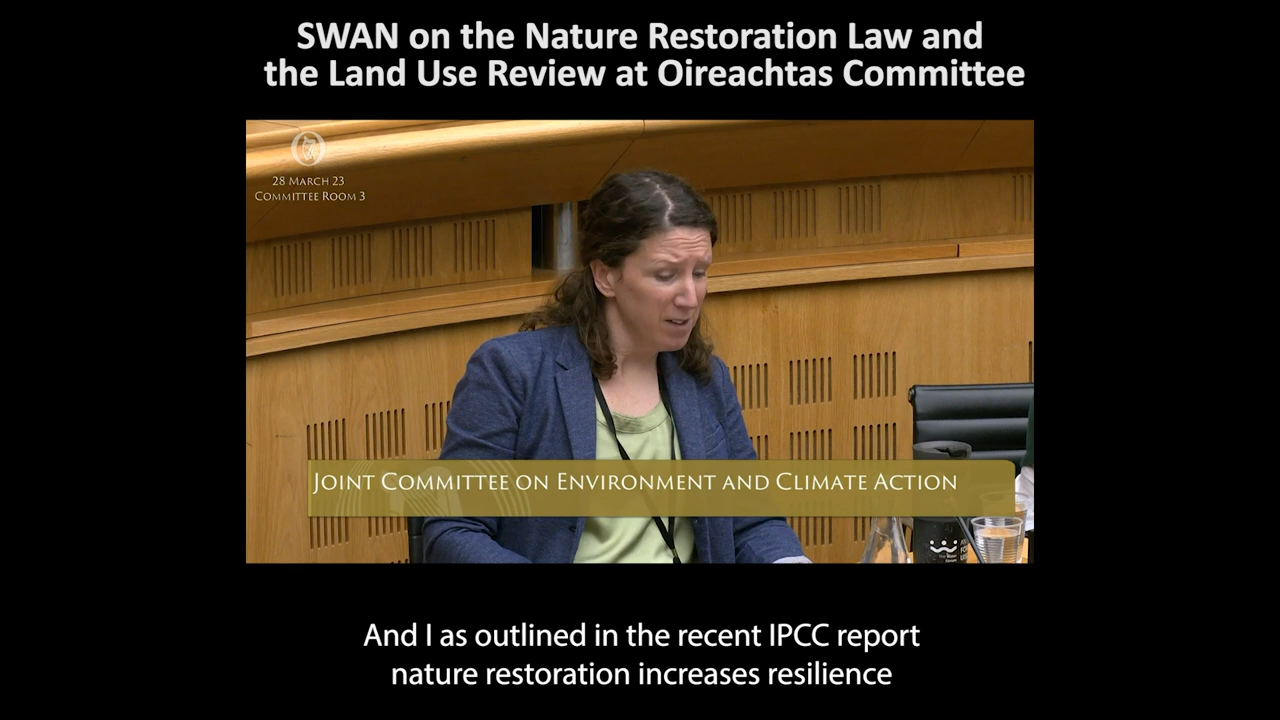 SWAN on the Nature Restoration Law and
the Land Use Review at Oireachtas Committee
28 March 23
Committee Room 3
Joint Committee on Environment and Climate Action
And I as outlined in the recent IPCC report
nature restoration increases resilience